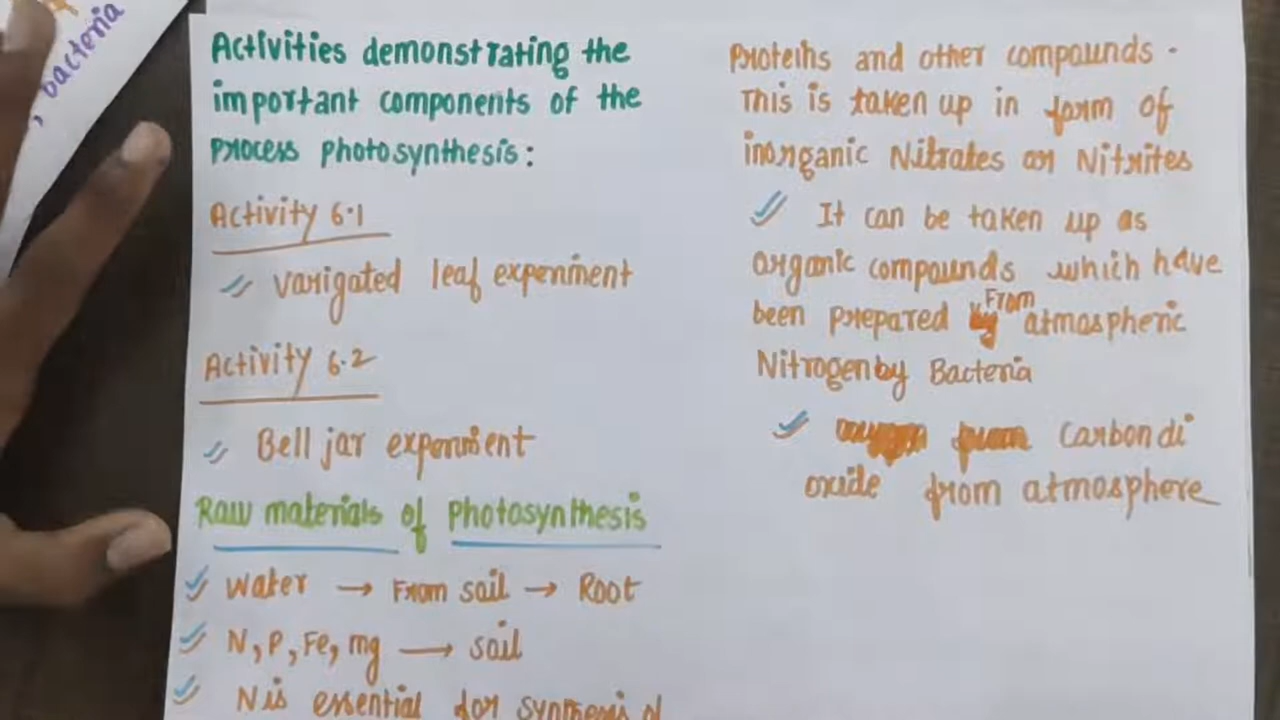 , bacteria
Activities demonstrating the
important components of the
process photosynthesis:
Activity 6.1
varigated leaf experiment
Activity 6.2
Bell jar experiment
Raw materials of photosynthesis
Water → From soil → Root
N, P, Fe, mg → soil
N is essential for synthesis of
Proteins and other compounds.
This is taken up in form of
inorganic Nitrates or Nitrites
It can be taken up as
organic compounds which have
been prepared From atmospheric
Nitrogen by Bacteria
Carbondi
oxide from atmosphere